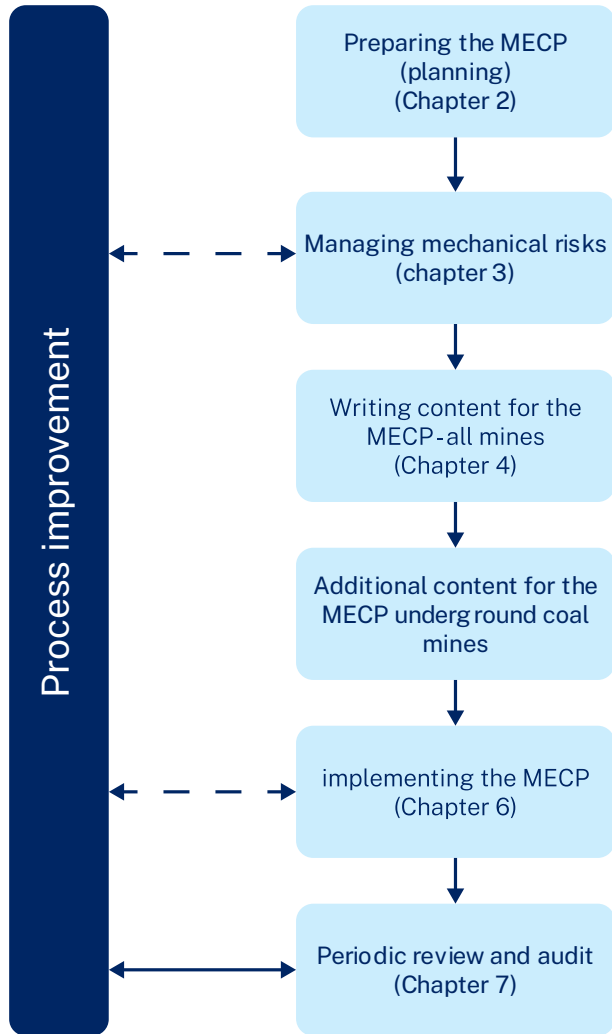 Process improvement
Preparing the MECP
(planning)
(Chapter 2)
Managing mechanical risks
(chapter 3)
Writing content for the
MECP-all mines
(Chapter 4)
Additional content for the
MECP underground coal
mines
implementing the MECP
(Chapter 6)
Periodic review and audit
(Chapter 7)